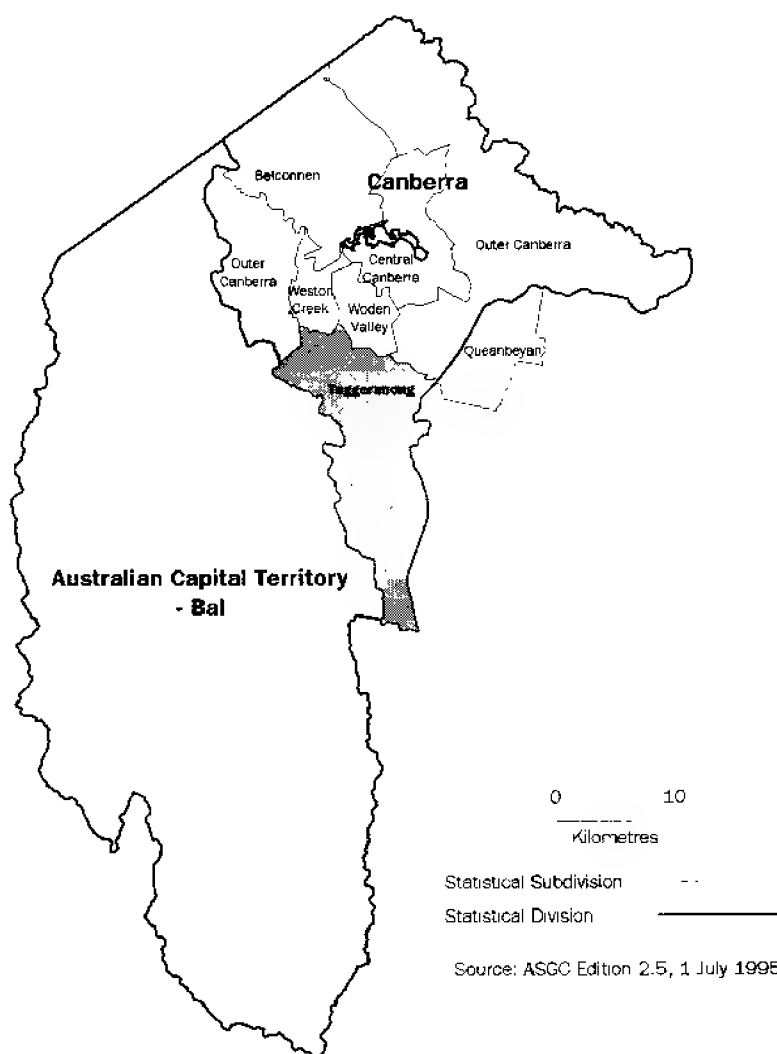 Belconnen
Canberra
Outer Canberra
Outer
Canberra
Central
Canberra
Weston
Creek
Woden
Valley
Queanbeyan
Tuggeranong
Australian Capital Territory
- Bal
0 10
Kilometres
Statistical Subdivision
Statistical Division
Source: ASGC Edition 2.5, 1 July 1995